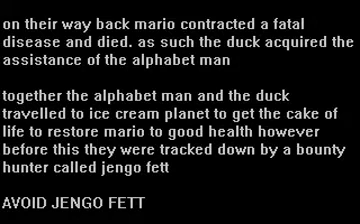 on their way back mario contracted a fatal
disease and died. as such the duck acquired the
assistance of the alphabet man
together the alphabet man and the duck
travelled to ice cream planet to get the cake of
life to restore mario to good health however
before this they were tracked down by a bounty
hunter called jengo fett
AVOID JENGO FETT